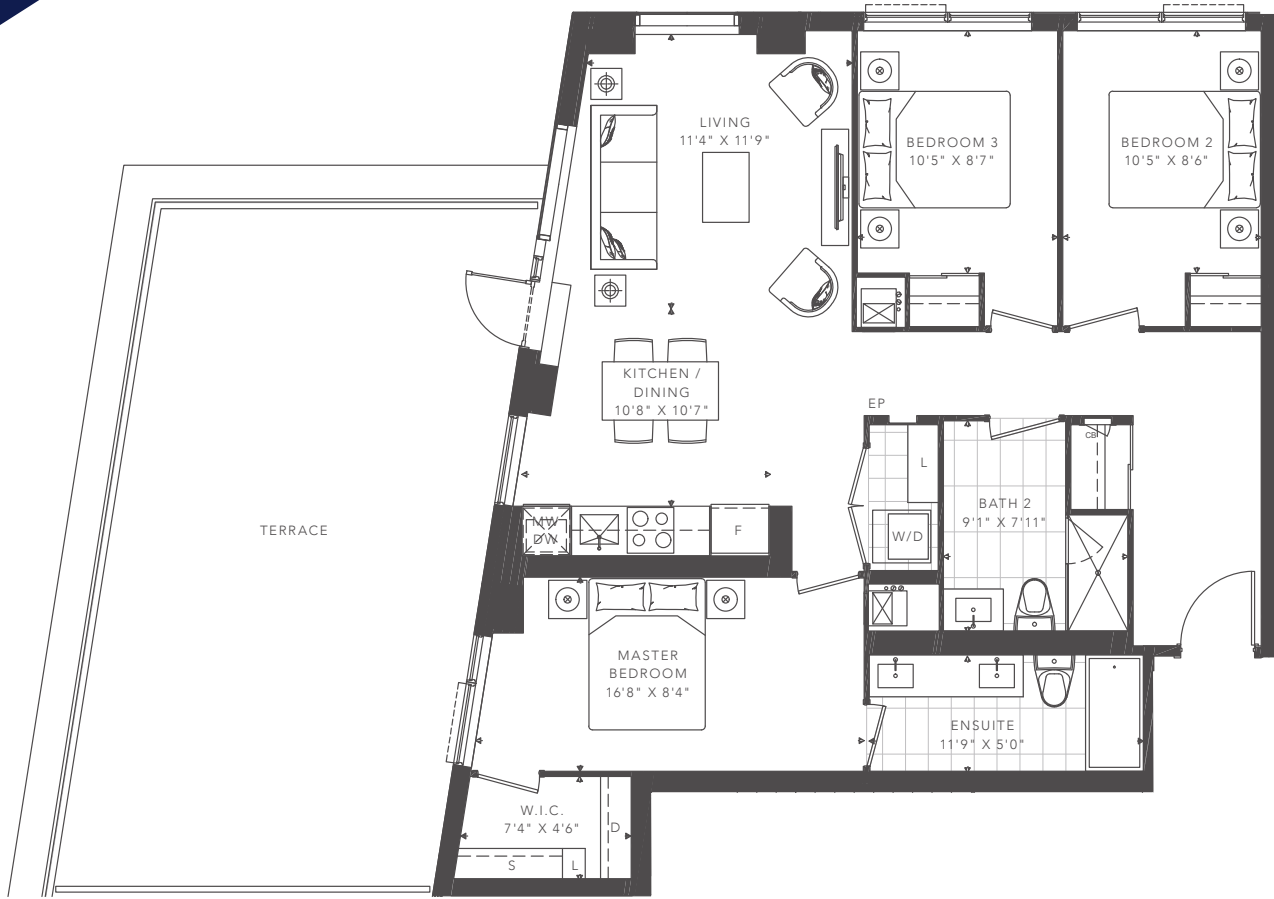 LIVING
11'4" X 11'9"
BEDROOM 3
10'5" X 8'7"
BEDROOM 2
10'5" X 8'6"
KITCHEN /
DINING
10'8" X 10'7"
EP
CB
L
BATH 2
9'1" X 7'11"
TERRACE
MW
DW
F
W/D
MASTER
BEDROOM
16'8" X 8'4"
ENSUITE
11'9" X 5'0"
W.I.C.
7'4" X 4'6"
D
S
L